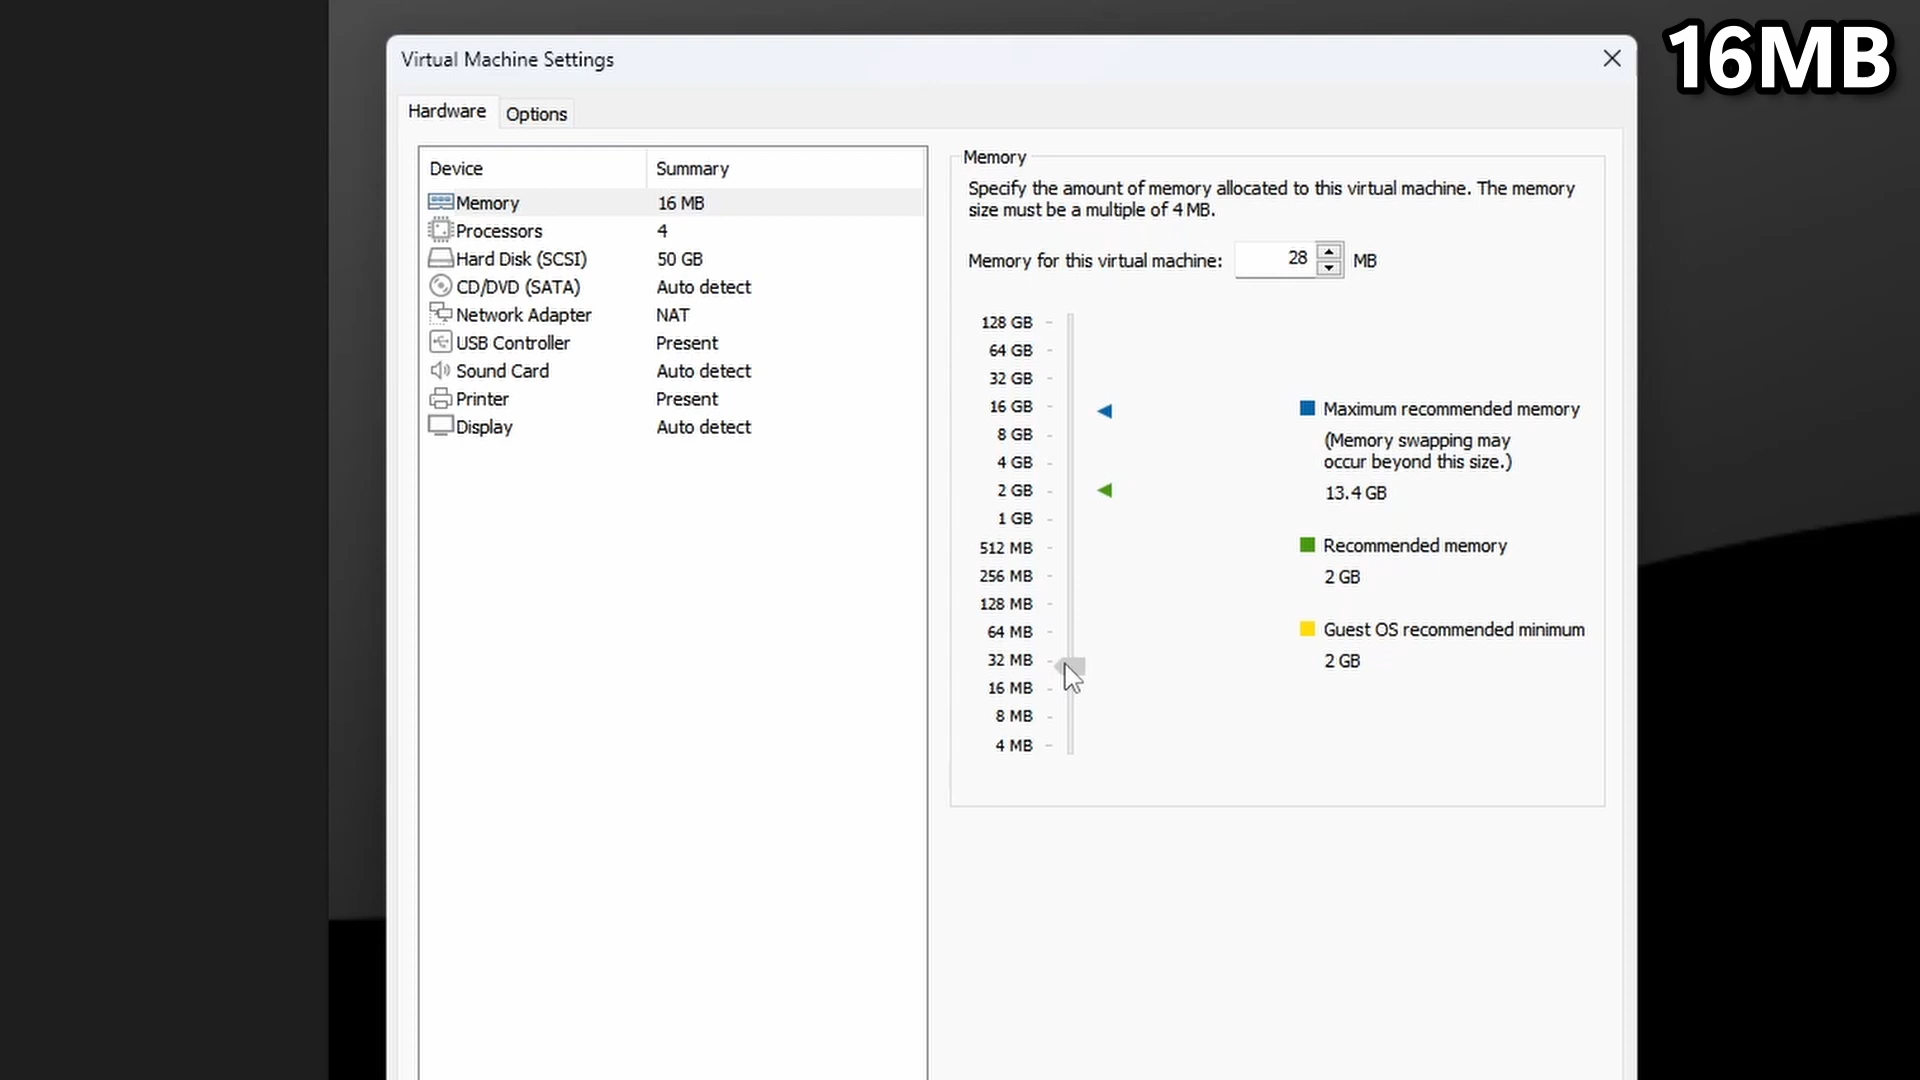 16MB
Virtual Machine Settings
Hardware
Options
Device Summary
Memory 16 MB
Processors 4
Hard Disk (SCSI) 50 GB
CD/DVD (SATA) Auto detect
Network Adapter NAT
USB Controller Present
Sound Card Auto detect
Printer Present
Display Auto detect
Memory
Specify the amount of memory allocated to this virtual machine. The memory
size must be a multiple of 4 MB.
Memory for this virtual machine: 28 MB
128 GB
64 GB
32 GB
16 GB
8 GB
4 GB
2 GB
1 GB
512 MB
256 MB
128 MB
64 MB
32 MB
16 MB
8 MB
4 MB
Maximum recommended memory
(Memory swapping may
occur beyond this size.)
13.4 GB
Recommended memory
2 GB
Guest OS recommended minimum
2 GB